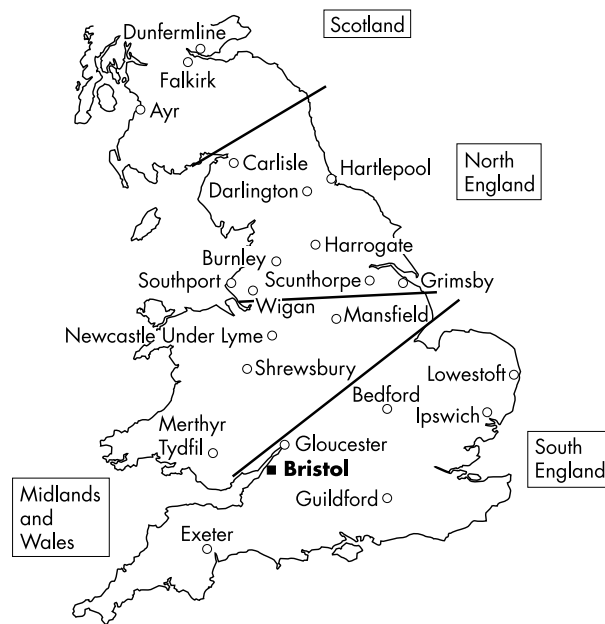 Dunfermline
Scotland
Falkirk
Ayr
Carlisle
Hartlepool
North
England
Darlington
Harrogate
Burnley
Southport
Scunthorpe
Grimsby
Wigan
Mansfield
Newcastle Under Lyme
Shrewsbury
Lowestoft
Bedford
Ipswich
Merthyr
Tydfil
Gloucester
South
England
Bristol
Midlands
and
Wales
Guildford
Exeter